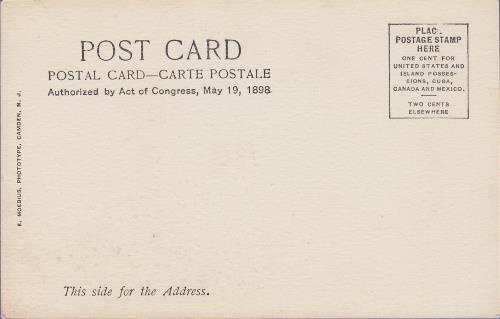 POST CARD
POSTAL CARD—CARTE POSTALE
Authorized by Act of Congress, May 19, 1898.
PLAC.
POSTAGE STAMP
HERE
ONE CENT FOR
UNITED STATES AND
ISLAND POSSES-
SIONS, CUBA,
CANADA AND MEXICO.
TWO CENTS
ELSEWHERE
E. MOEBIUS, PHOTOTYPE, CAMDEN, N. J.
This side for the Address.